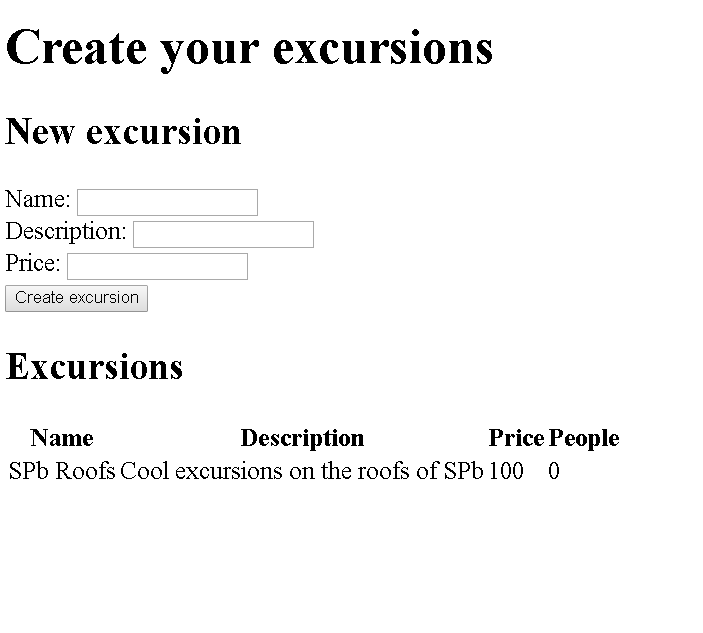 Create your excursions
New excursion
Name:
Description:
Price:
Create excursion
Excursions
Name Description Price People
SPb Roofs Cool excursions on the roofs of SPb 100 0